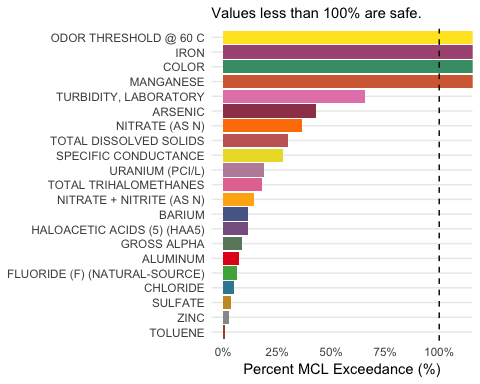 Values less than 100% are safe.
ODOR THRESHOLD @ 60 C
IRON
COLOR
MANGANESE
TURBIDITY, LABORATORY
ARSENIC
NITRATE (AS N)
TOTAL DISSOLVED SOLIDS
SPECIFIC CONDUCTANCE
URANIUM (PCI/L)
TOTAL TRIHALOMETHANES
NITRATE + NITRITE (AS N)
BARIUM
HALOACETIC ACIDS (5) (HAA5)
GROSS ALPHA
ALUMINUM
FLUORIDE (F) (NATURAL-SOURCE)
CHLORIDE
SULFATE
ZINC
TOLUENE
0% 25% 50% 75% 100%
Percent MCL Exceedance (%)